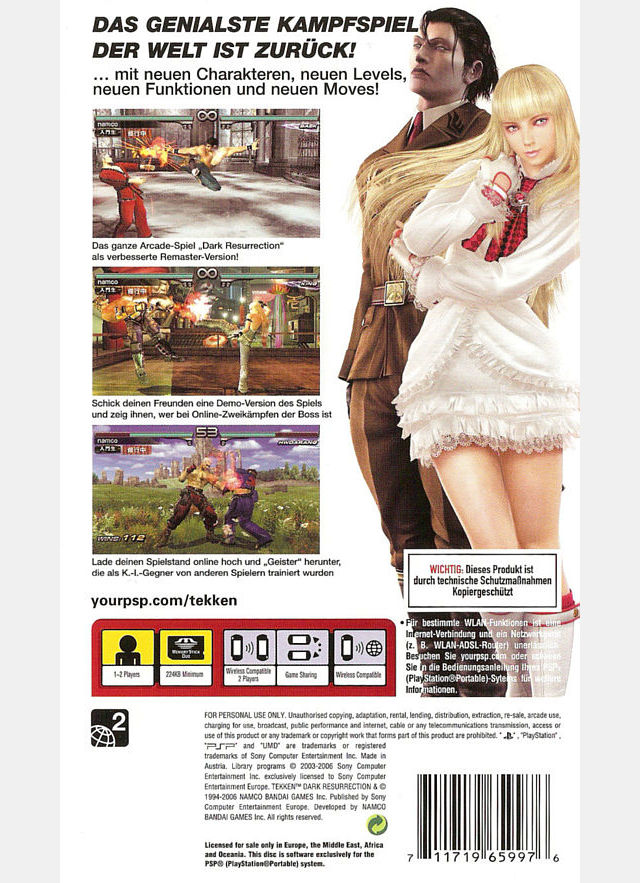 DAS GENIALSTE KAMPFSPIEL
DER WELT IST ZURÜCK!
... mit neuen Charakteren, neuen Levels,
neuen Funktionen und neuen Moves!
namco
Das ganze Arcade-Spiel „Dark Resurrection“
als verbesserte Remaster-Version!
namco
KING
Schick deinen Freunden eine Demo-Version des Spiels
und zeig ihnen, wer bei Online-Zweikämpfen der Boss ist
53
namco
HWOARANG
WINS 112
Lade deinen Spielstand online hoch und „Geister“ herunter,
die als K.-I.-Gegner von anderen Spielern trainiert wurden
WICHTIG: Dieses Produkt ist
durch technische Schutzmaßnahmen
Kopiergeschützt
yourpsp.com/tekken
1-2 Players
MEMORY STICK
DUO
224KB Minimum
Wireless Compatible
2 Players
Game Sharing
Wireless Compatible
• Für bestimmte WLAN-Funktionen ist eine
Internet-Verbindung und ein
(z. B. WLAN-ADSL-Router)
Besuchen Sie yourpsp.com oder
Sie in die Bedienungsanleitung Ihres PSP-
(PlayStation®Portable)-Sytems für weitere
Informationen.
2
FOR PERSONAL USE ONLY. Unauthorised copying, adaptation, rental, lending, distribution, extraction, re-sale, arcade use,
charging for use, broadcast, public performance and internet, cable or any telecommunications transmission, access or
use of this product or any trademark or copyright work that forms part of this product are prohibited. "", "PlayStation",
"PSP" and "UMD" are trademarks or registered
trademarks of Sony Computer Entertainment Inc. Made in
Austria. Library programs © 2003-2006 Sony Computer
Entertainment Inc. exclusively licensed to Sony Computer
Entertainment Europe. TEKKEN™ DARK RESURRECTION & ©
1994-2006 NAMCO BANDAI GAMES Inc. Published by Sony
Computer Entertainment Europe. Developed by NAMCO
BANDAI GAMES Inc. All rights reserved.
Licensed for sale only in Europe, the Middle East, Africa
and Oceania. This disc is software exclusively for the
PSP® (PlayStation®Portable) system.
7 11719 65997 6